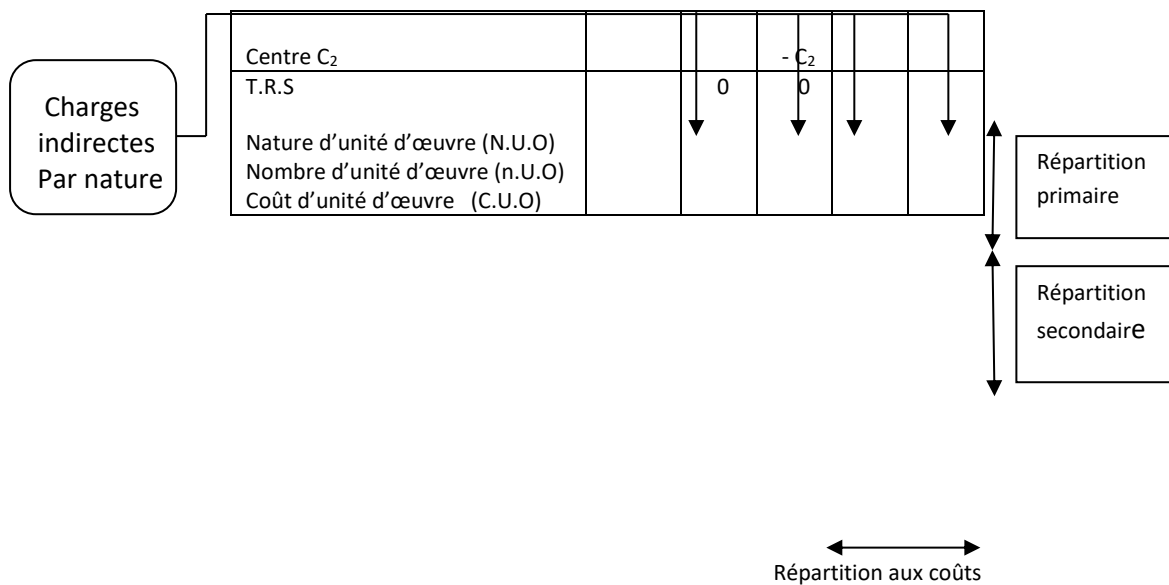 Centre C₂ - C₂
T.R.S 0 0
Charges
indirectes
Par nature
Nature d’unité d’œuvre (N.U.O)
Nombre d’unité d’œuvre (n.U.O)
Coût d’unité d’œuvre (C.U.O)
Répartition
primaire
Répartition
secondaire
Répartition aux coûts